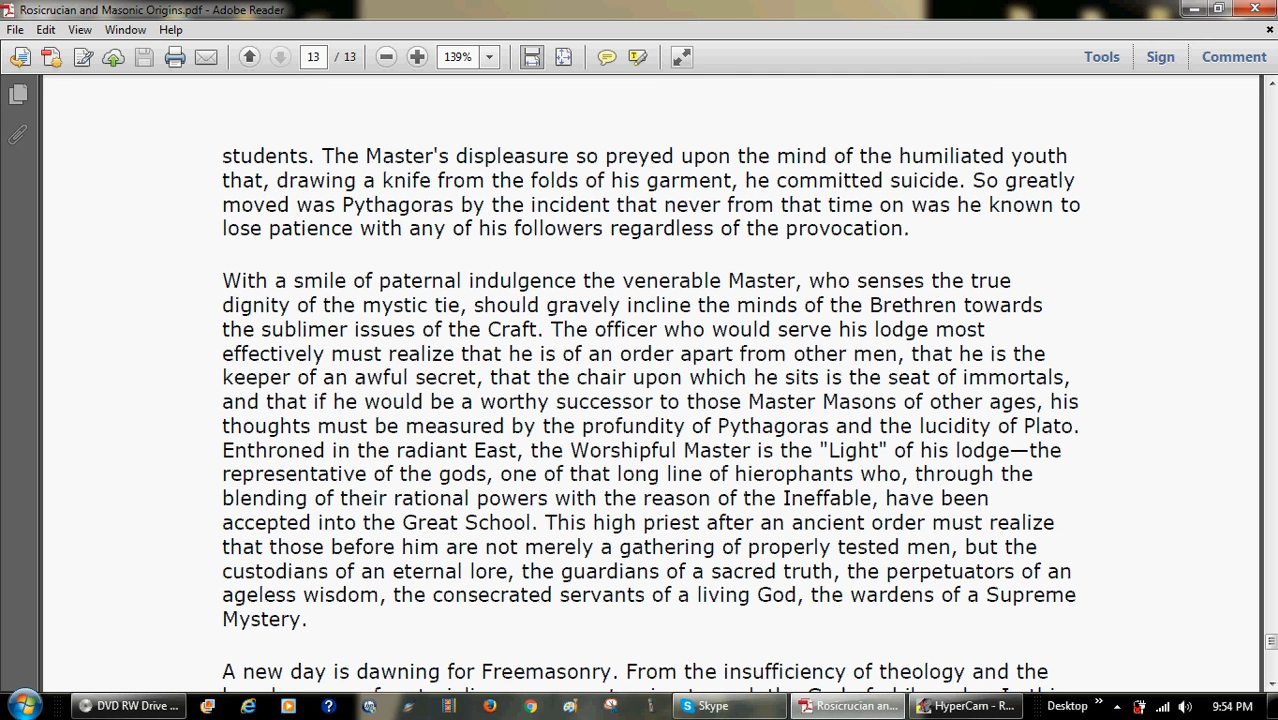 Rosicrucian and Masonic Origins.pdf - Adobe Reader
File Edit View Window Help
13 / 13 139% Tools Sign Comment
students. The Master's displeasure so preyed upon the mind of the humiliated youth
that, drawing a knife from the folds of his garment, he committed suicide. So greatly
moved was Pythagoras by the incident that never from that time on was he known to
lose patience with any of his followers regardless of the provocation.
With a smile of paternal indulgence the venerable Master, who senses the true
dignity of the mystic tie, should gravely incline the minds of the Brethren towards
the sublimer issues of the Craft. The officer who would serve his lodge most
effectively must realize that he is of an order apart from other men, that he is the
keeper of an awful secret, that the chair upon which he sits is the seat of immortals,
and that if he would be a worthy successor to those Master Masons of other ages, his
thoughts must be measured by the profundity of Pythagoras and the lucidity of Plato.
Enthroned in the radiant East, the Worshipful Master is the "Light" of his lodge—the
representative of the gods, one of that long line of hierophants who, through the
blending of their rational powers with the reason of the Ineffable, have been
accepted into the Great School. This high priest after an ancient order must realize
that those before him are not merely a gathering of properly tested men, but the
custodians of an eternal lore, the guardians of a sacred truth, the perpetuators of an
ageless wisdom, the consecrated servants of a living God, the wardens of a Supreme
Mystery.
A new day is dawning for Freemasonry. From the insufficiency of theology and the
DVD RW Drive ... Skype Rosicrucian an... HyperCam - R... Desktop » 9:54 PM